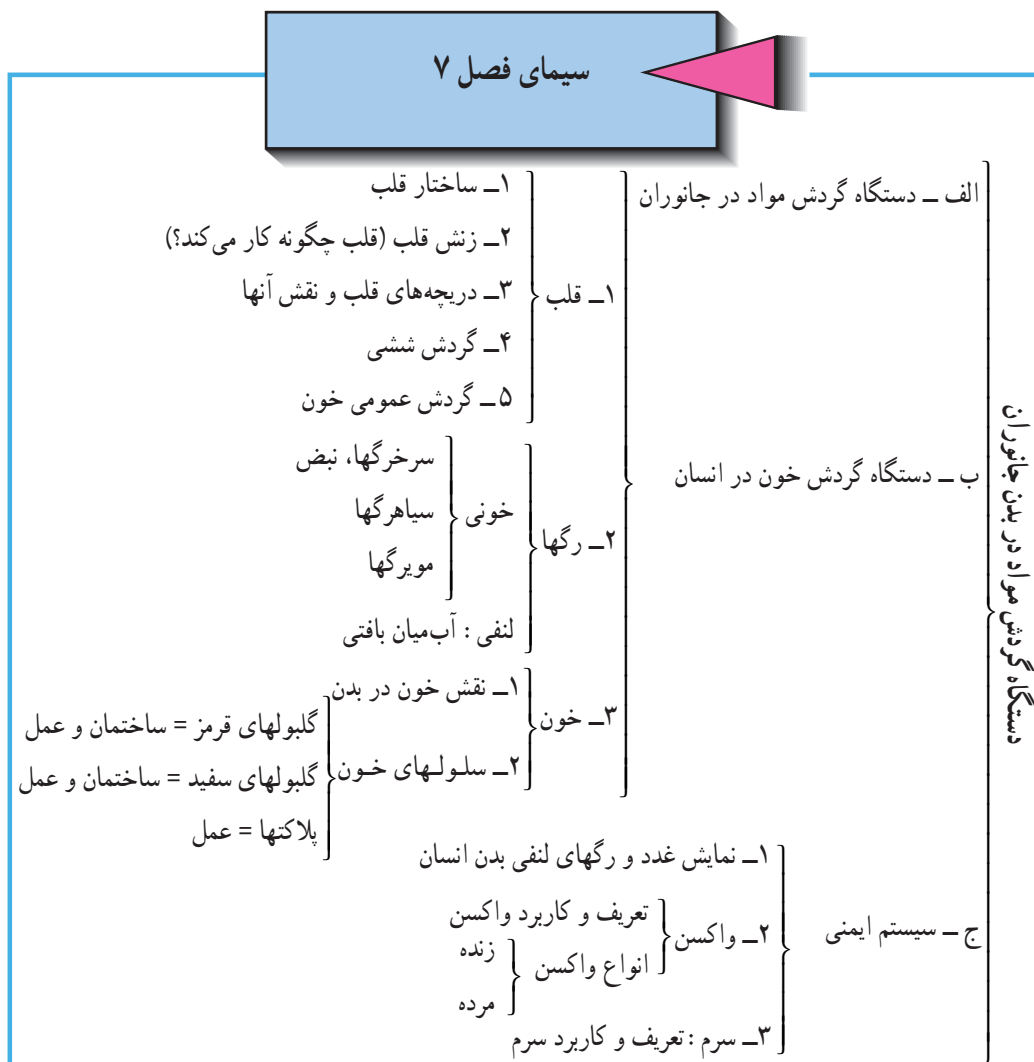 سیمای فصل ۷
دستگاه گردش مواد در بدن جانوران
الف ــ دستگاه گردش مواد در جانوران
ب ــ دستگاه گردش خون در انسان
۱ــ قلب
۱ــ ساختار قلب
۲ــ زنش قلب (قلب چگونه کار می‌کند؟)
۳ــ دریچه‌های قلب و نقش آنها
۴ــ گردش ششی
۵ ــ گردش عمومی خون
۲ــ رگها
خونی
سرخرگها، نبض
سیاهرگها
مویرگها
لنفی : آب‌میان بافتی
۳ــ خون
۱ــ نقش خون در بدن
۲ــ سلـولـهای خـون
گلبولهای قرمز = ساختمان و عمل
گلبولهای سفید = ساختمان و عمل
پلاکتها = عمل
ج ــ سیستم ایمنی
۱ــ نمایش غدد و رگهای لنفی بدن انسان
۲ــ واکسن
تعریف و کاربرد واکسن
انواع واکسن
زنده
مرده
۳ــ سرم : تعریف و کاربرد سرم